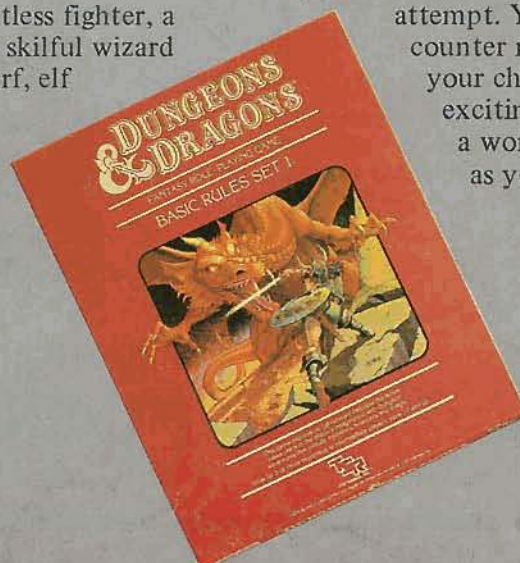 tless fighter, a
skilful wizard
rf, elf
attempt. Y
counter
your ch
excitin
a wor
as y
DUNGEONS
& DRAGONS
FANTASY ROLE-PLAYING GAME
BASIC RULES SET 1
TSR